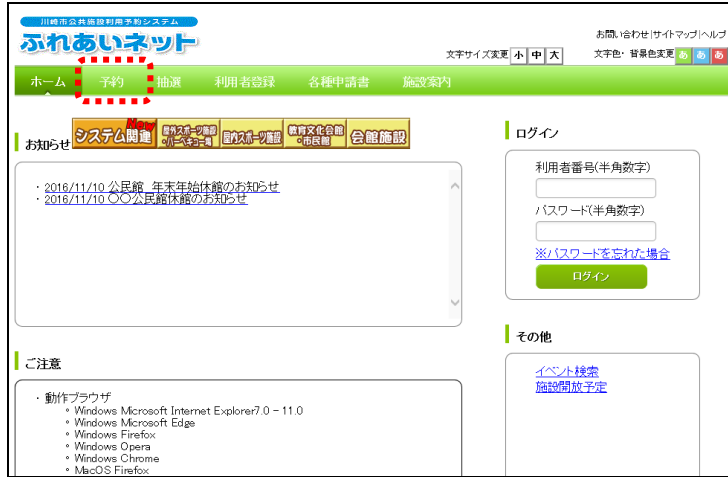 川崎市公共施設利用予約システム
ふれあいネット
お問い合わせ|サイトマップ|ヘルプ
文字サイズ変更 小 中 大 文字色・背景色変更 あ あ あ
ホーム 予約 抽選 利用者登録 各種申請書 施設案内
お知らせ
システム関連 New
屋外スポーツ施設・バーベキュー場
屋内スポーツ施設
教育文化会館・市民館
会館施設
・2016/11/10 公民館 年末年始休館のお知らせ
・2016/11/10 〇〇公民館休館のお知らせ
ログイン
利用者番号(半角数字)
パスワード(半角数字)
※パスワードを忘れた場合
ログイン
ご注意
・動作ブラウザ
Windows Microsoft Internet Explorer7.0 - 11.0
Windows Microsoft Edge
Windows Firefox
Windows Opera
Windows Chrome
MacOS Firefox
その他
イベント検索
施設開放予定